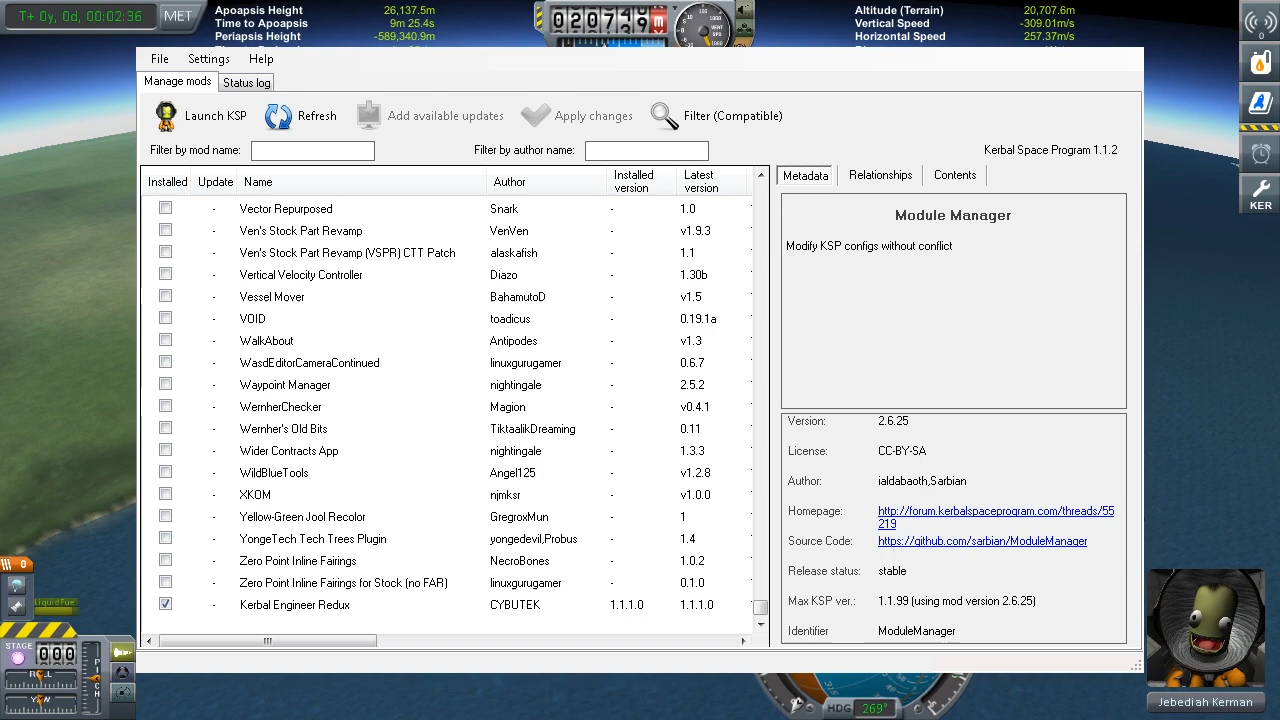 T+ 0y, 0d, 00:02:36 MET
Apoapsis Height 26,137.5m
Time to Apoapsis 9m 25.4s
Periapsis Height -589,340.9m
020749 m
Altitude (Terrain) 20,707.6m
Vertical Speed -309.01m/s
Horizontal Speed 257.37m/s
0
File Settings Help
Manage mods Status log
Launch KSP Refresh Add available updates Apply changes Filter (Compatible)
Filter by mod name: Filter by author name: Kerbal Space Program 1.1.2
Installed Update Name Author Installed version Latest version
- Vector Repurposed Snark - 1.0
- Ven's Stock Part Revamp VenVen - v1.9.3
- Ven's Stock Part Revamp (VSPR) CTT Patch alaskafish - 1.1
- Vertical Velocity Controller Diazo - 1.30b
- Vessel Mover BahamutoD - v1.5
- VOID toadicus - 0.19.1a
- WalkAbout Antipodes - v1.3
- WasdEditorCameraContinued linuxgurugamer - 0.6.7
- Waypoint Manager nightingale - 2.5.2
- WernherChecker Magion - v0.4.1
- Wernher's Old Bits TiktaalikDreaming - 0.11
- Wider Contracts App nightingale - 1.3.3
- WildBlueTools Angel125 - v1.2.8
- XKOM njmksr - v1.0.0
- Yellow-Green Jool Recolor GregroxMun - 1
- YongeTech Tech Trees Plugin yongedevil,Probus - 1.4
- Zero Point Inline Fairings NecroBones - 1.0.2
- Zero Point Inline Fairings for Stock (no FAR) linuxgurugamer - 0.1.0
- Kerbal Engineer Redux CYBUTEK 1.1.1.0 1.1.1.0
Metadata Relationships Contents
Module Manager
Modify KSP configs without conflict
Version: 2.6.25
License: CC-BY-SA
Author: ialdabaoth,Sarbian
Homepage: http://forum.kerbalspaceprogram.com/threads/55
219
Source Code: https://github.com/sarbian/ModuleManager
Release status: stable
Max KSP ver.: 1.1.99 (using mod version 2.6.25)
Identifier ModuleManager
KER
0
LiquidFue
STAGE 000
ROLL
YAW
PITCH
HDG 269°
Jebediah Kerman